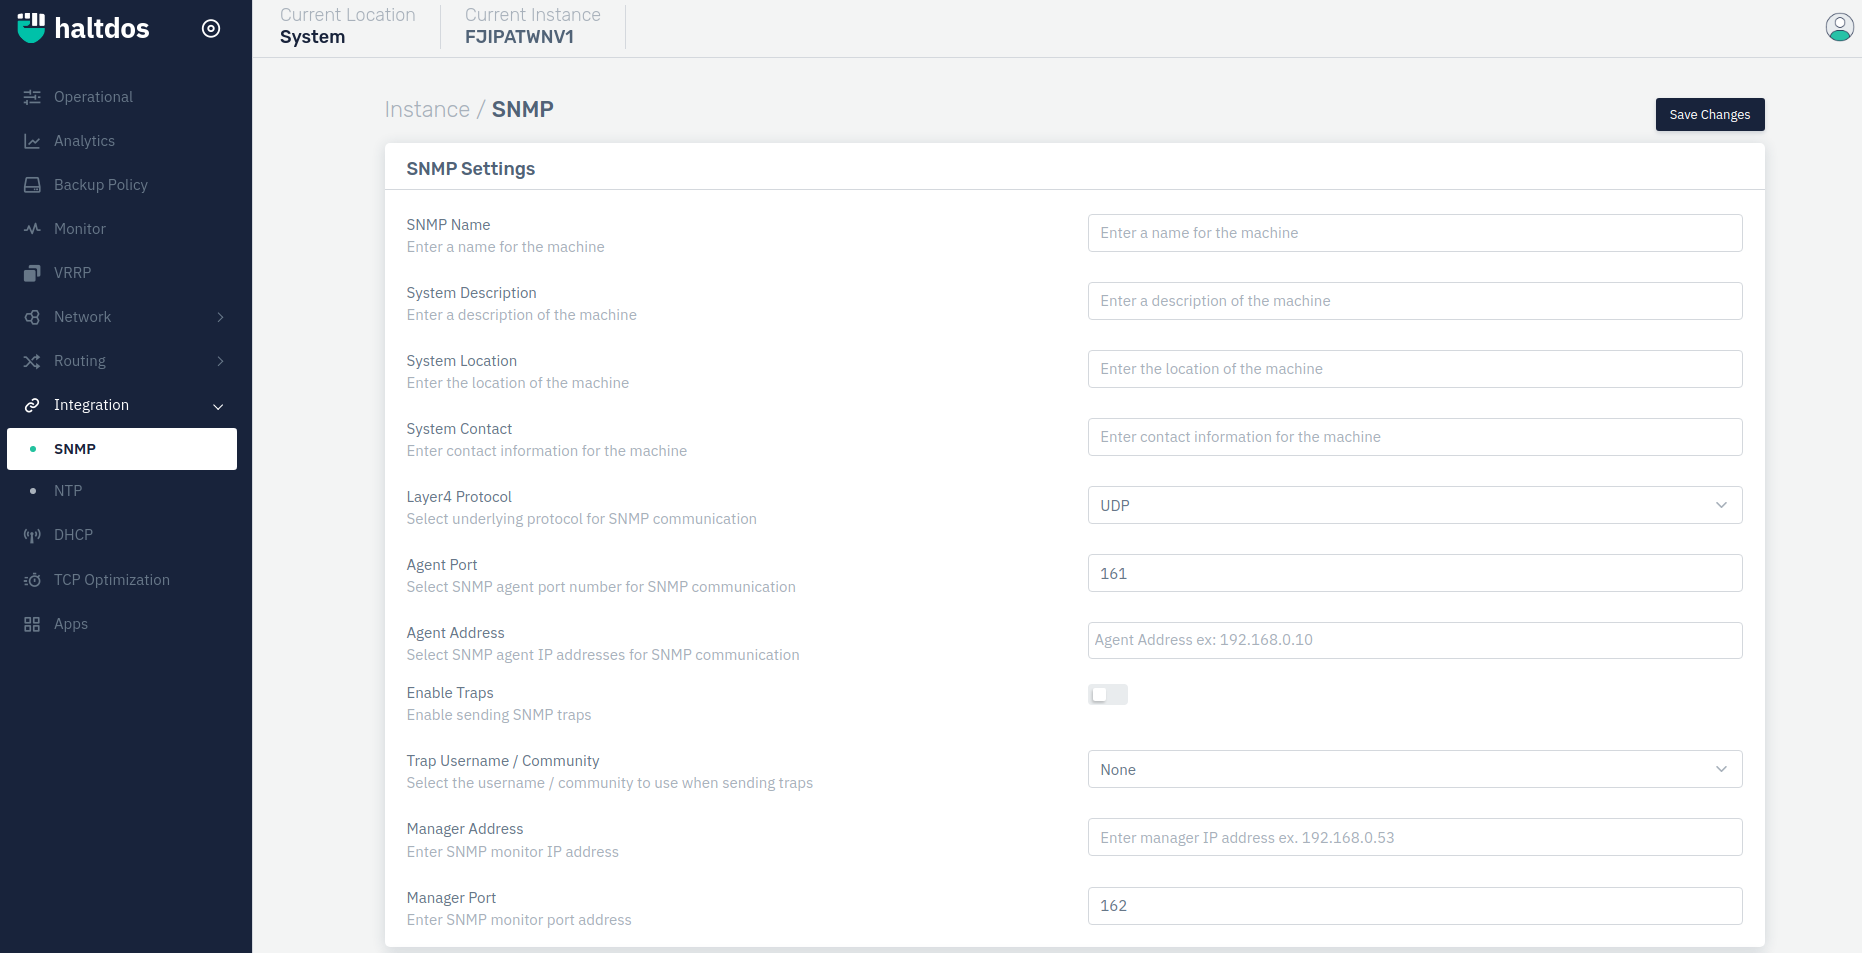 haltdos
Current Location
System
Current Instance
FJIPATWNV1
Operational
Analytics
Backup Policy
Monitor
VRRP
Network
Routing
Integration
SNMP
NTP
DHCP
TCP Optimization
Apps
Instance / SNMP
Save Changes
SNMP Settings
SNMP Name
Enter a name for the machine
Enter a name for the machine
System Description
Enter a description of the machine
Enter a description of the machine
System Location
Enter the location of the machine
Enter the location of the machine
System Contact
Enter contact information for the machine
Enter contact information for the machine
Layer4 Protocol
Select underlying protocol for SNMP communication
UDP
Agent Port
Select SNMP agent port number for SNMP communication
161
Agent Address
Select SNMP agent IP addresses for SNMP communication
Agent Address ex: 192.168.0.10
Enable Traps
Enable sending SNMP traps
Trap Username / Community
Select the username / community to use when sending traps
None
Manager Address
Enter SNMP monitor IP address
Enter manager IP address ex. 192.168.0.53
Manager Port
Enter SNMP monitor port address
162